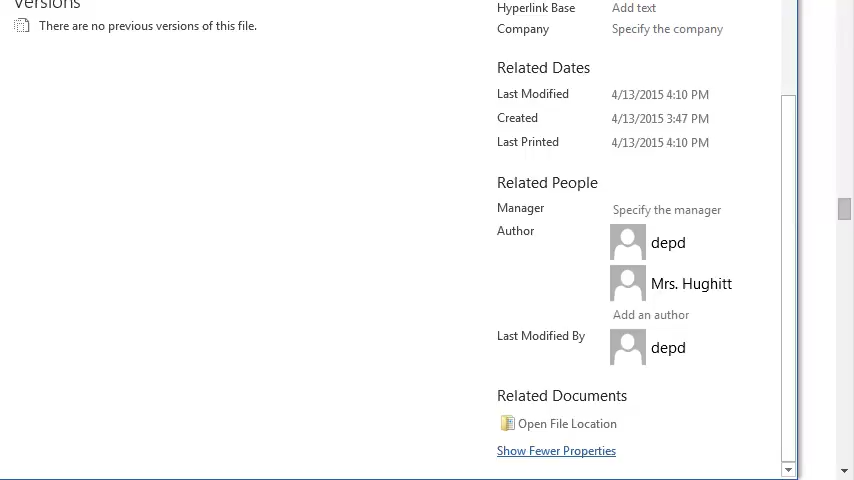 Versions
There are no previous versions of this file.
Hyperlink Base Add text
Company Specify the company
Related Dates
Last Modified 4/13/2015 4:10 PM
Created 4/13/2015 3:47 PM
Last Printed 4/13/2015 4:10 PM
Related People
Manager Specify the manager
Author depd
Mrs. Hughitt
Add an author
Last Modified By depd
Related Documents
Open File Location
Show Fewer Properties